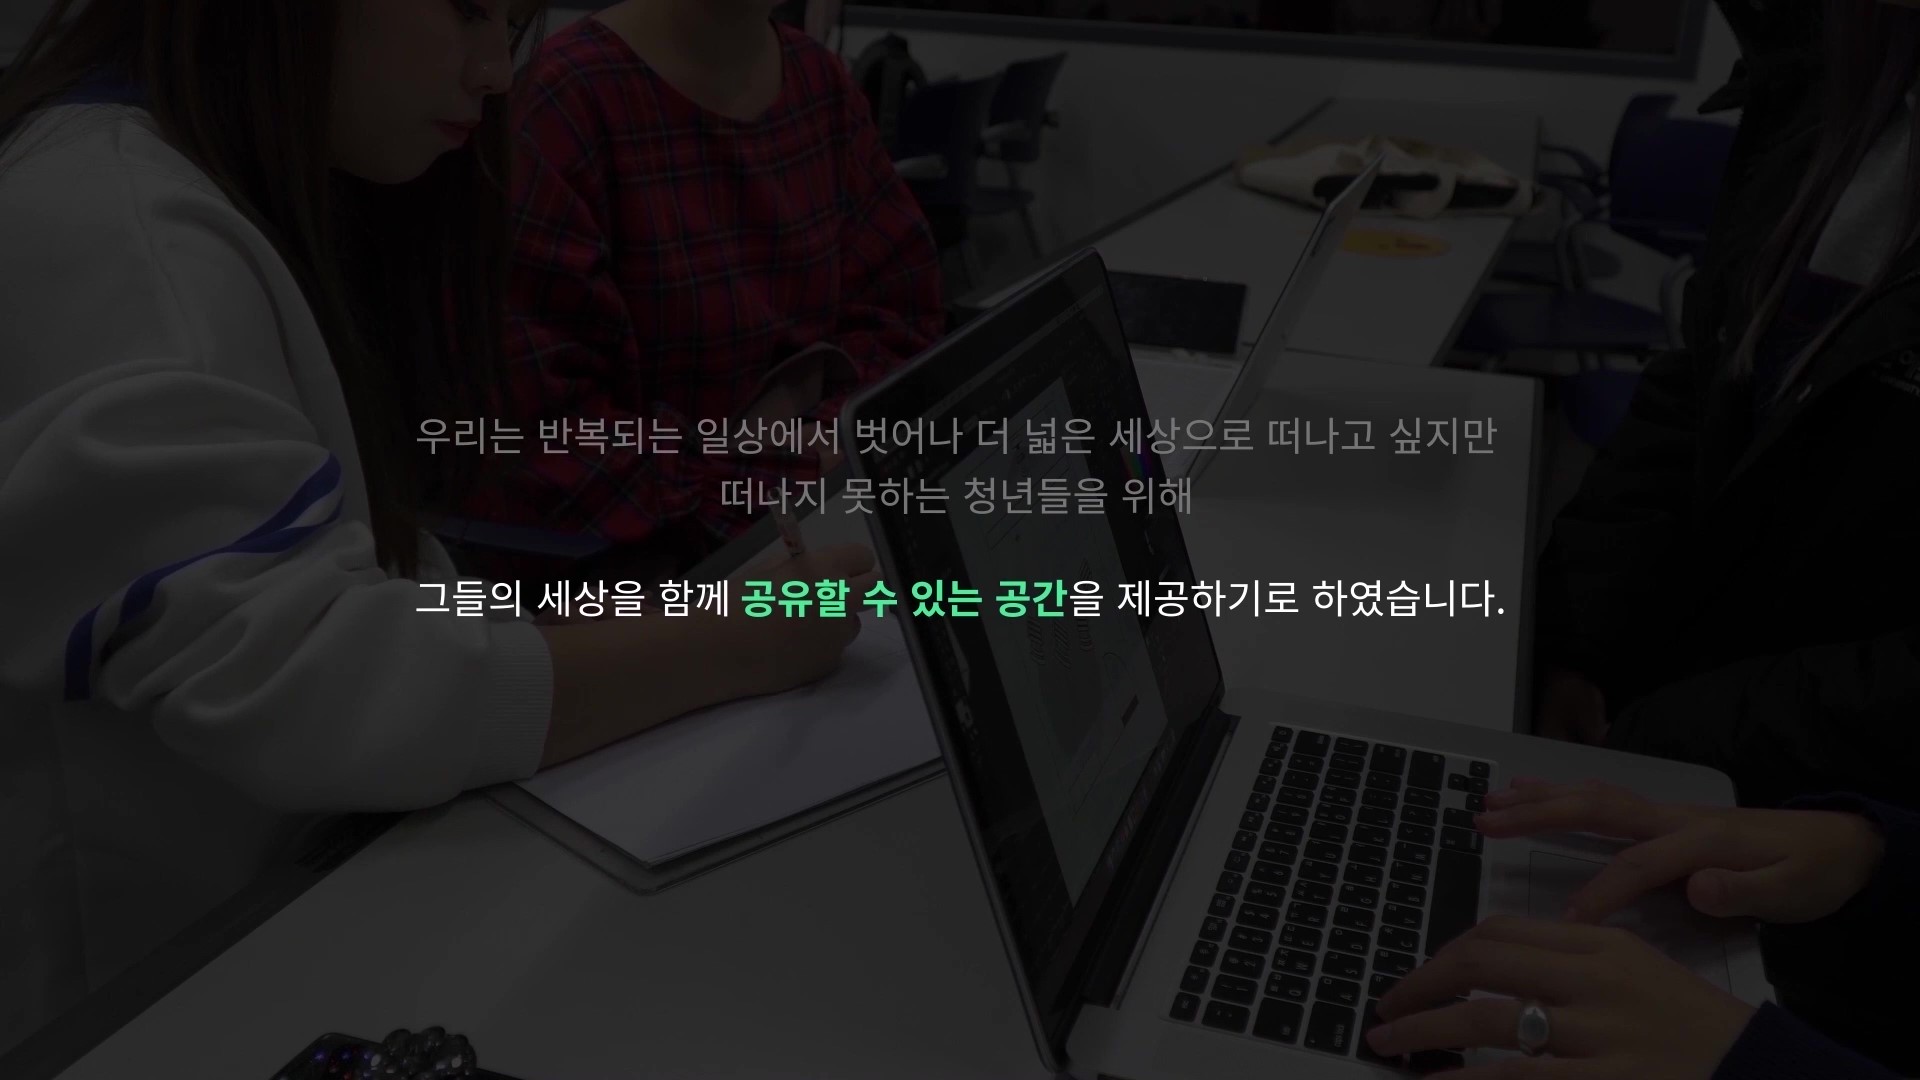 우리는 반복되는 일상에서 벗어나 더 넓은 세상으로 떠나고 싶지만
떠나지 못하는 청년들을 위해
그들의 세상을 함께 공유할 수 있는 공간을 제공하기로 하였습니다.